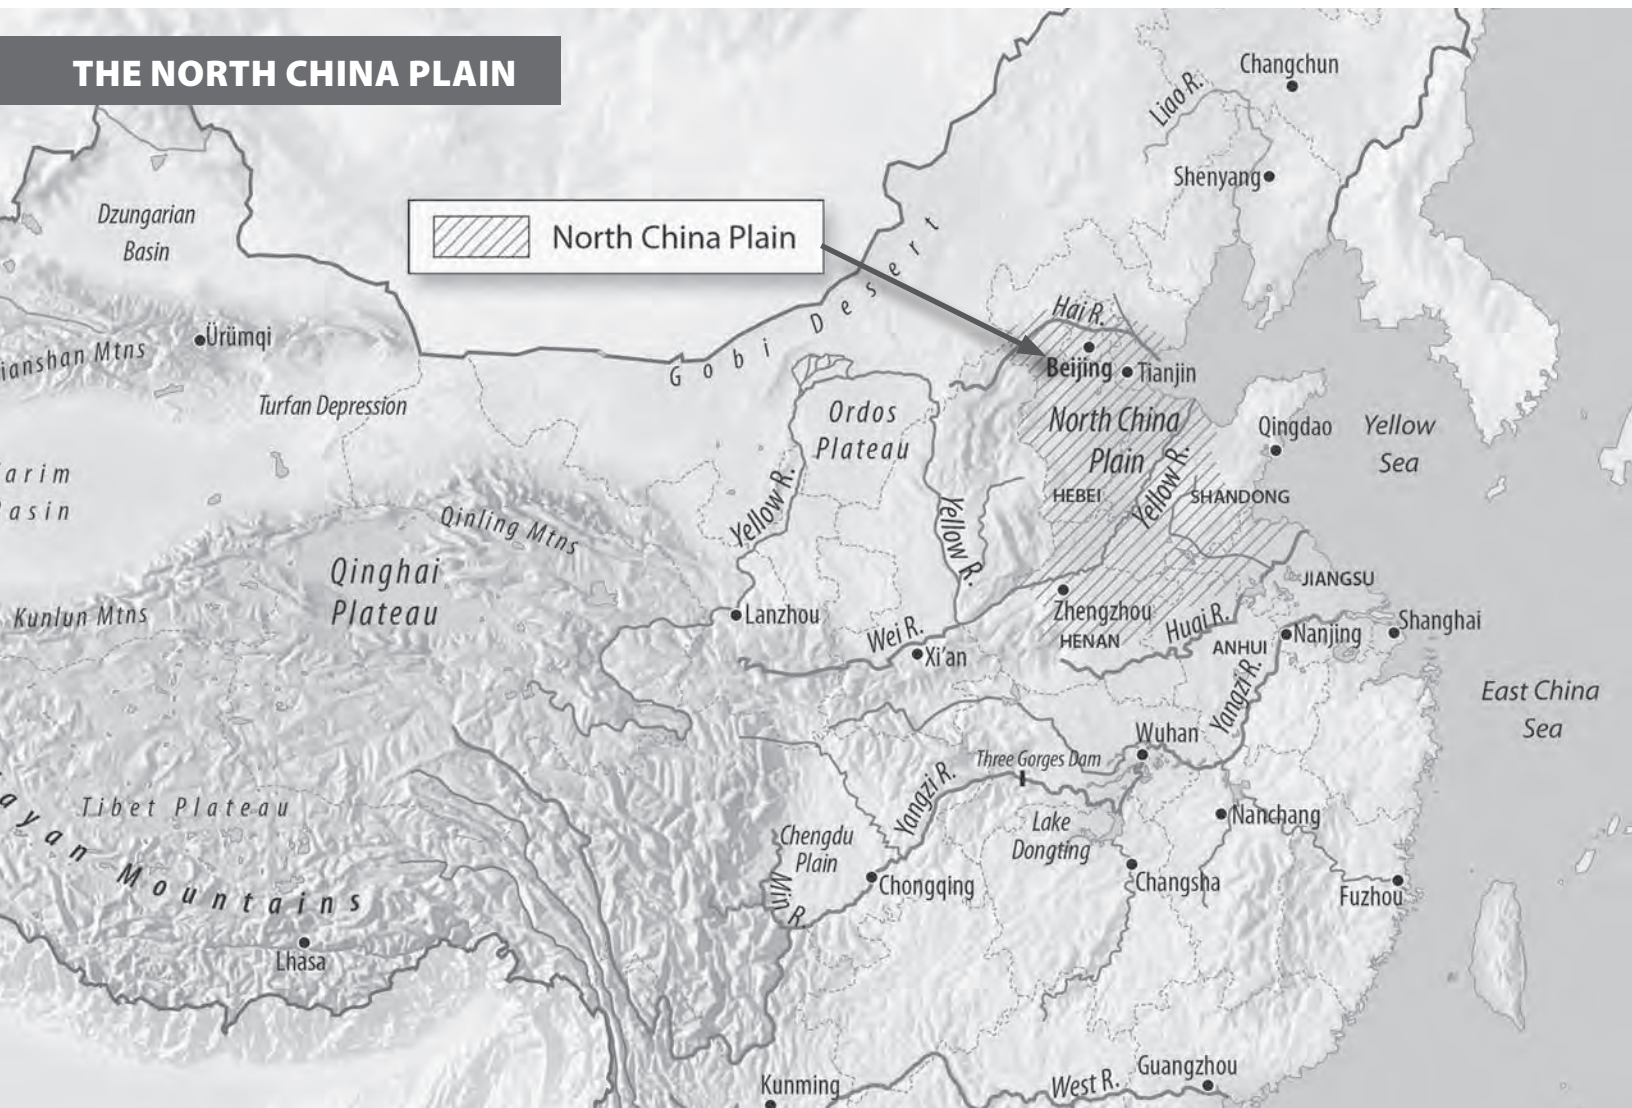 THE NORTH CHINA PLAIN
Changchun
Liao R.
Shenyang
Dzungarian
Basin
North China Plain
Gobi Desert
Hai R.
Ürümqi
ianshan Mtns
Beijing
Tianjin
Turfan Depression
Ordos
Plateau
North China
Plain
Qingdao
Yellow
Sea
arim
asin
HEBEI
SHANDONG
Yellow R.
Yellow R.
Yellow R.
Qinling Mtns
Qinghai
Plateau
JIANGSU
Kunlun Mtns
Lanzhou
Zhengzhou
HENAN
Huai R.
Shanghai
Nanjing
ANHUI
Wei R.
Xi'an
Yangzi R.
East China
Sea
Wuhan
Three Gorges Dam
Yangzi R.
Tibet Plateau
ayan Mountains
Nanchang
Lake
Dongting
Chengdu
Plain
Min R.
Chongqing
Changsha
Fuzhou
Lhasa
Guangzhou
West R.
Kunming